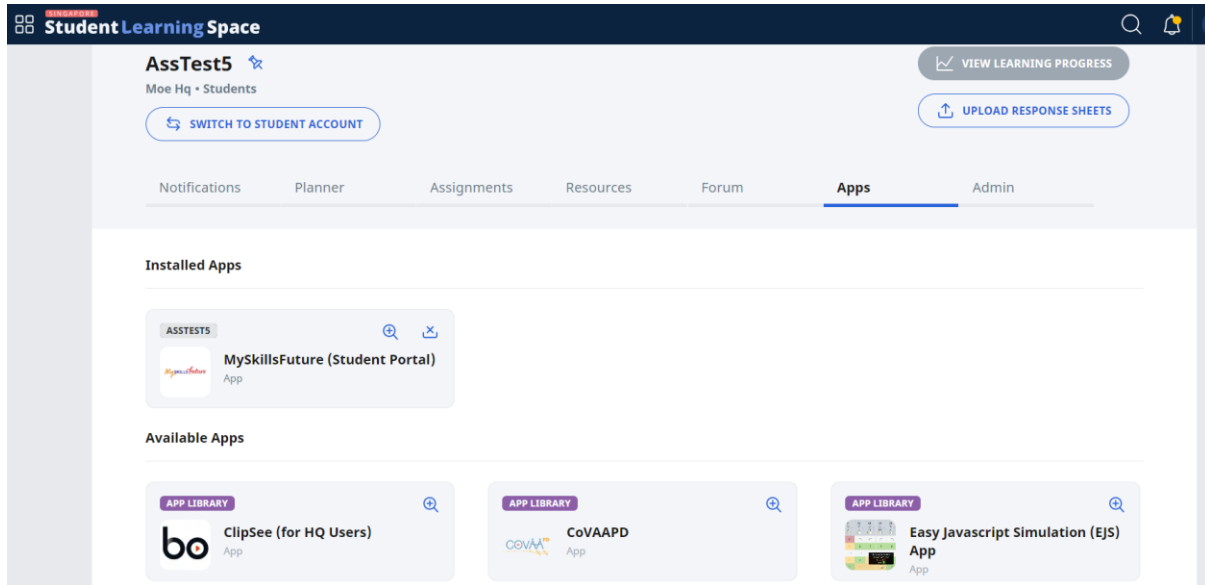 SINGAPORE
Student Learning Space
AssTest5
Moe Hq • Students
SWITCH TO STUDENT ACCOUNT
VIEW LEARNING PROGRESS
UPLOAD RESPONSE SHEETS
Notifications Planner Assignments Resources Forum Apps Admin
Installed Apps
ASSTEST5
MySkillsFuture (Student Portal)
App
Available Apps
APP LIBRARY
bo
ClipSee (for HQ Users)
App
APP LIBRARY
CoVAAPD
App
APP LIBRARY
Easy Javascript Simulation (EJS)
App
App